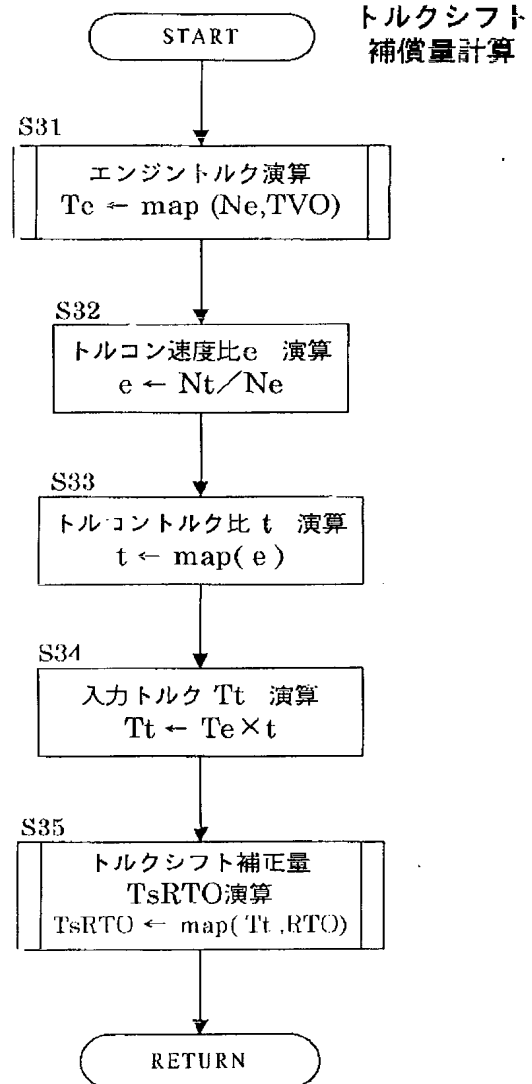 トルクシフト
補償量計算
START
S31
エンジントルク演算
Te ← map (Ne,TVO)
S32
トルコン速度比e 演算
e ← Nt／Ne
S33
トルコントルク比 t 演算
t ← map( e )
S34
入力トルク Tt 演算
Tt ← Te×t
S35
トルクシフト補正量
TsRTO演算
TsRTO ← map( Tt ,RTO)
RETURN